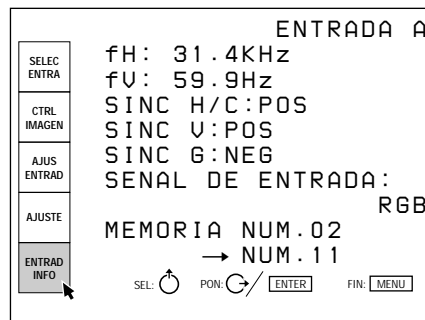 ENTRADA A
SELEC
ENTRA
CTRL
IMAGEN
AJUS
ENTRAD
AJUSTE
ENTRAD
INFO
fH: 31.4KHz
fV: 59.9Hz
SINC H/C:POS
SINC V:POS
SINC G:NEG
SENAL DE ENTRADA:
RGB
MEMORIA NUM.02
→ NUM.11
SEL: PON: / ENTER FIN: MENU